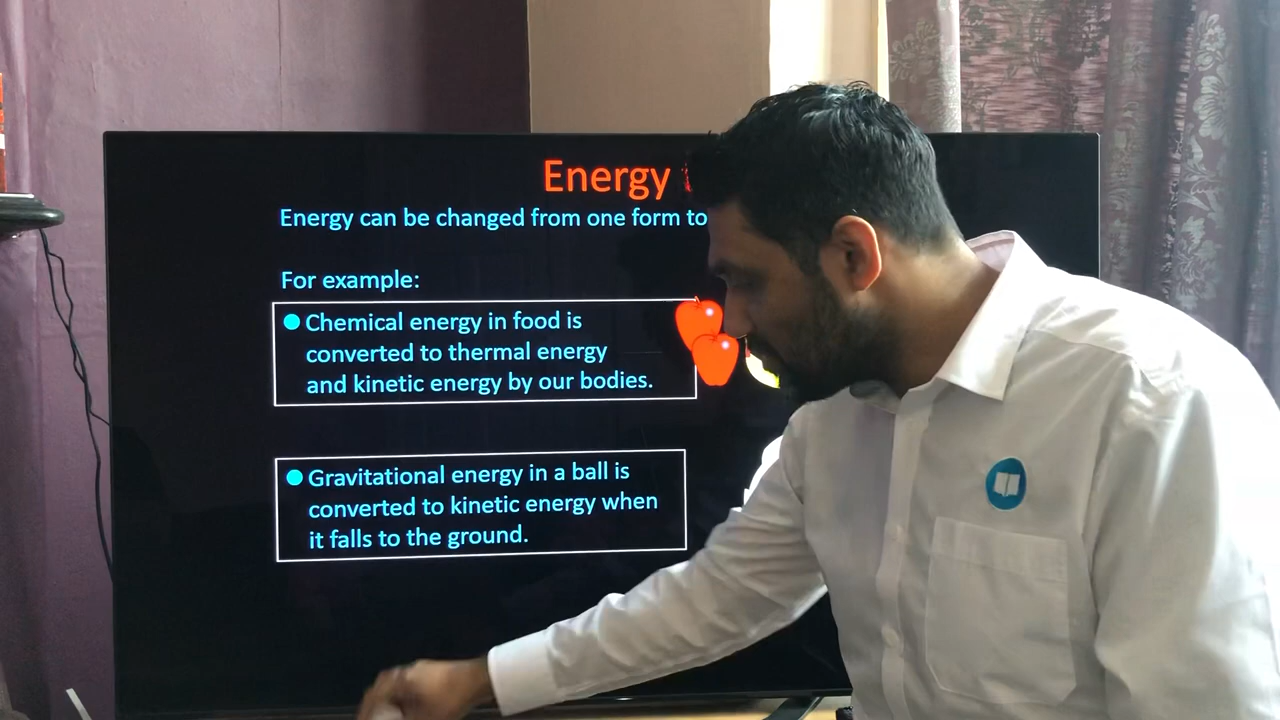 Energy
Energy can be changed from one form to
For example:
Chemical energy in food is
converted to thermal energy
and kinetic energy by our bodies.
Gravitational energy in a ball is
converted to kinetic energy when
it falls to the ground.